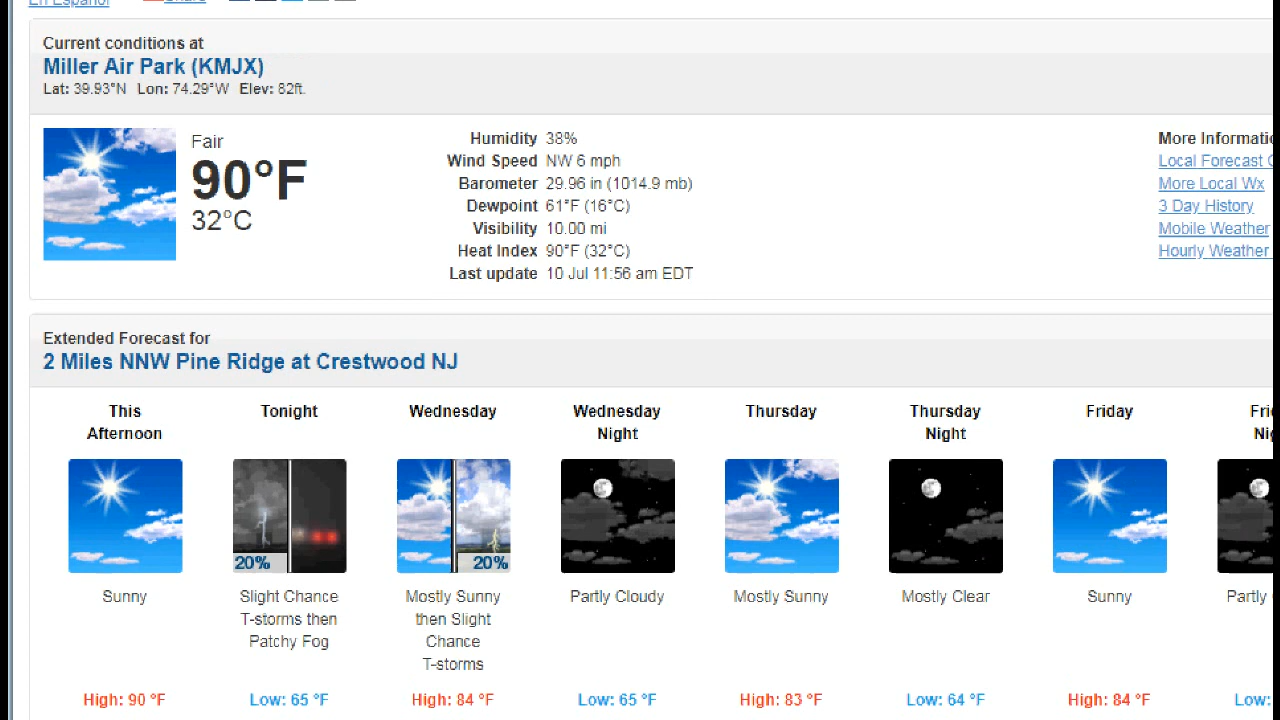 En Español Share
Current conditions at
Miller Air Park (KMJX)
Lat: 39.93°N Lon: 74.29°W Elev: 82ft.
Fair
90°F
32°C
Humidity 38%
Wind Speed NW 6 mph
Barometer 29.96 in (1014.9 mb)
Dewpoint 61°F (16°C)
Visibility 10.00 mi
Heat Index 90°F (32°C)
Last update 10 Jul 11:56 am EDT
More Informatio
Local Forecast O
More Local Wx
3 Day History
Mobile Weather
Hourly Weather
Extended Forecast for
2 Miles NNW Pine Ridge at Crestwood NJ
This Afternoon
Tonight
Wednesday
Wednesday Night
Thursday
Thursday Night
Friday
20% 20%
Sunny
Slight Chance
T-storms then
Patchy Fog
Mostly Sunny
then Slight
Chance
T-storms
Partly Cloudy
Mostly Sunny
Mostly Clear
Sunny
Partly
High: 90 °F Low: 65 °F High: 84 °F Low: 65 °F High: 83 °F Low: 64 °F High: 84 °F Low: